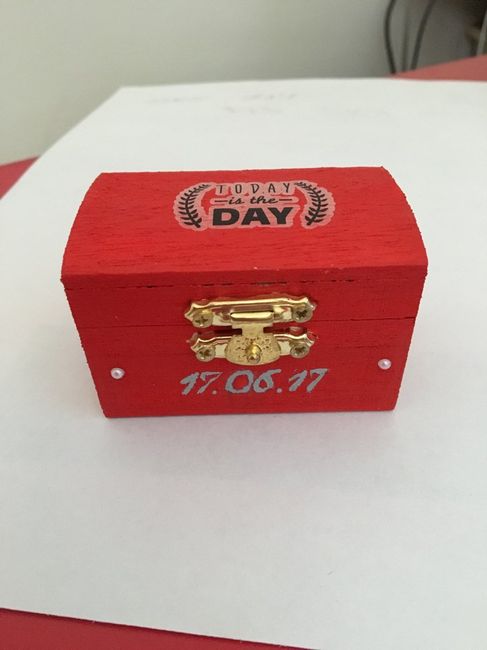 TODAY
is the
DAY
17.06.17